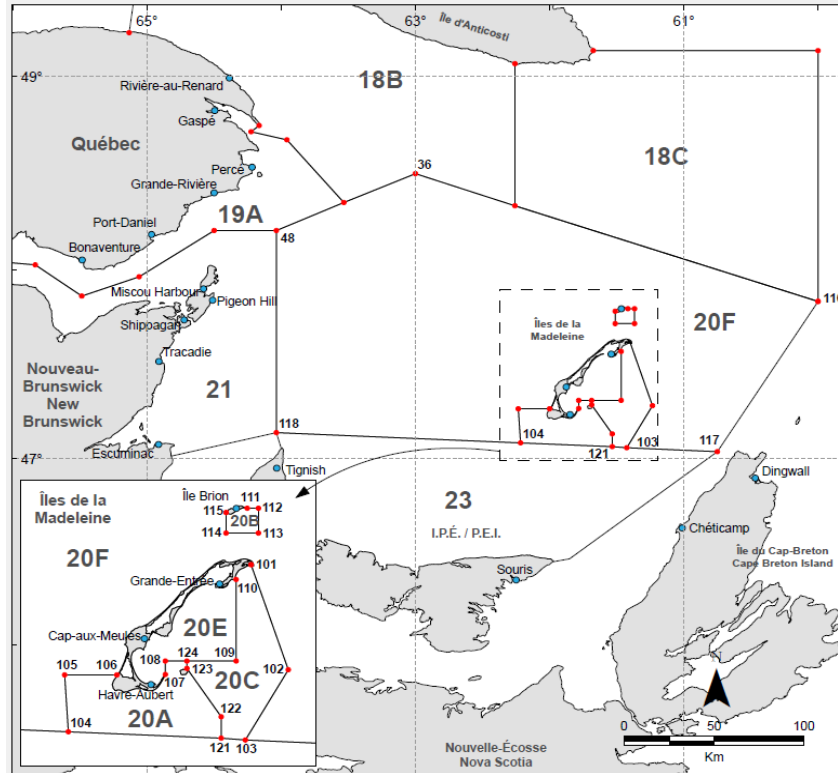 65°
63°
61°
Île d'Anticosti
49°
18B
Rivière-au-Renard
Gaspé
Québec
18C
Percé
36
Grande-Rivière
19A
Port-Daniel
48
Bonaventure
Miscou Harbour
Pigeon Hill
116
Îles de la
Madeleine
20F
Shippagan
Tracadie
Nouveau-
Brunswick
New
Brunswick
21
118
104
103
117
121
Escuminac
47°
Tignish
Dingwall
23
I.P.É. / P.E.I.
Chéticamp
Souris
Île du Cap-Breton
Cape Breton Island
Îles de la
Madeleine
Île Brion
111
112
115
20B
114
113
20F
101
Grande-Entrée
110
20E
Cap-aux-Meules
105
106
108
124
109
123
102
107
20C
Havre-Aubert
20A
122
104
121
103
0
50
100
Km
Nouvelle-Écosse
Nova Scotia